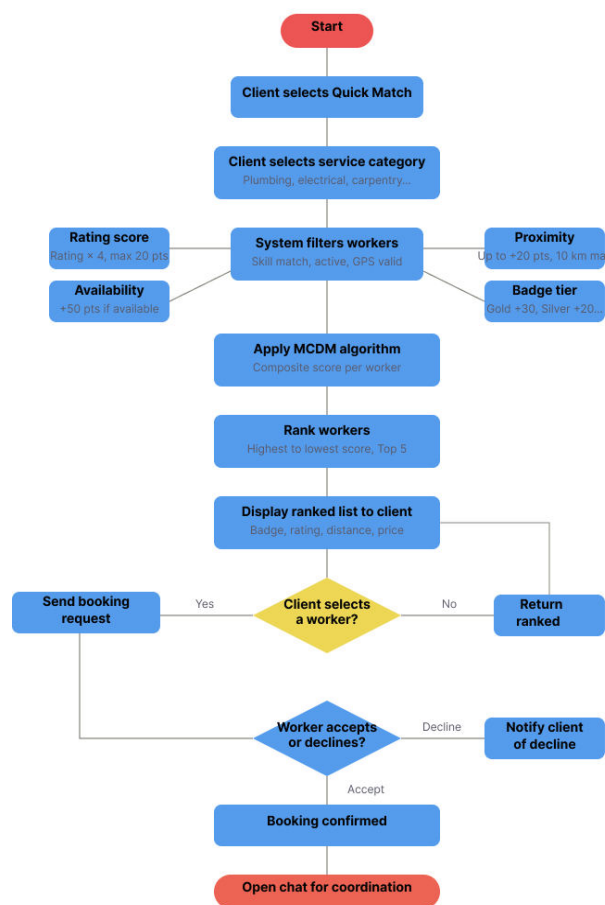 Start
Client selects Quick Match
Client selects service category
Plumbing, electrical, carpentry...
Rating score
Rating × 4, max 20 pts
System filters workers
Skill match, active, GPS valid
Proximity
Up to +20 pts, 10 km ma
Availability
+50 pts if available
Badge tier
Gold +30, Silver +20...
Apply MCDM algorithm
Composite score per worker
Rank workers
Highest to lowest score, Top 5
Display ranked list to client
Badge, rating, distance, price
Send booking
request
Yes
Client selects
a worker?
No
Return
ranked
Worker accepts
or declines?
Decline
Notify client
of decline
Accept
Booking confirmed
Open chat for coordination